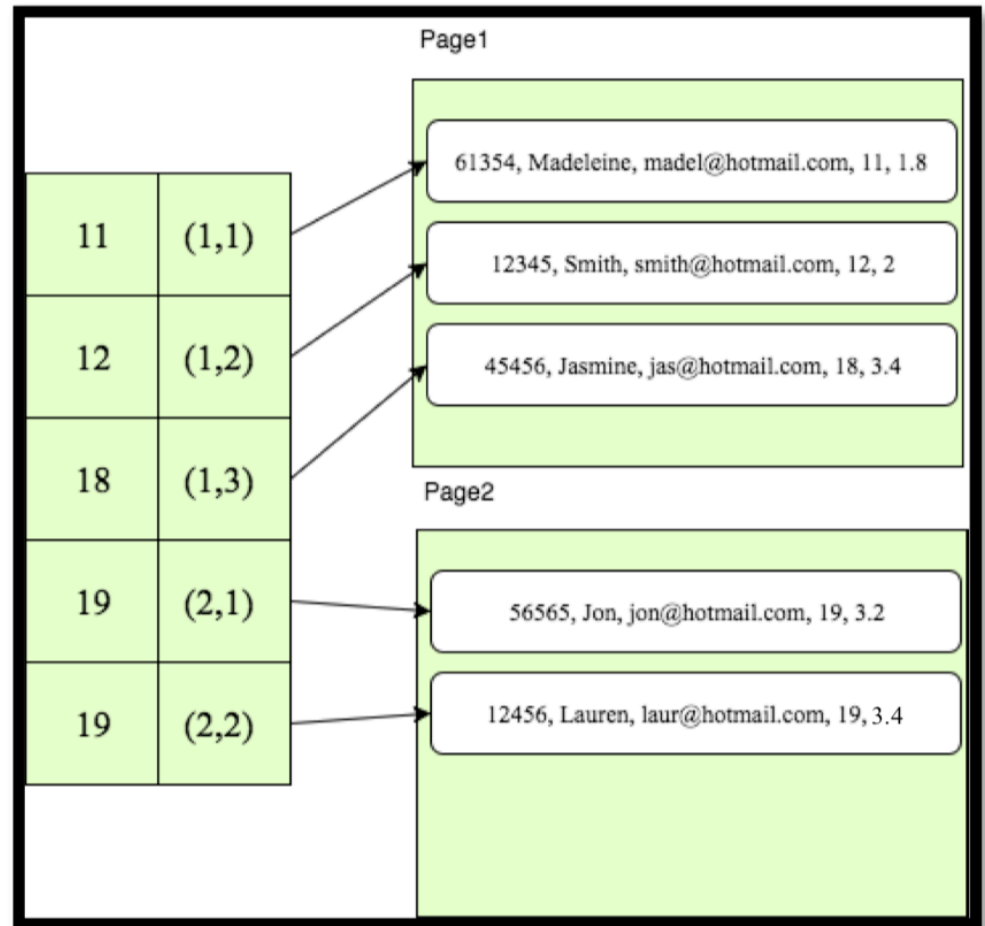 Page1
61354, Madeleine, madel@hotmail.com, 11, 1.8
11 (1,1)
12345, Smith, smith@hotmail.com, 12, 2
12 (1,2)
45456, Jasmine, jas@hotmail.com, 18, 3.4
18 (1,3)
Page2
19 (2,1)
56565, Jon, jon@hotmail.com, 19, 3.2
19 (2,2)
12456, Lauren, laur@hotmail.com, 19, 3.4